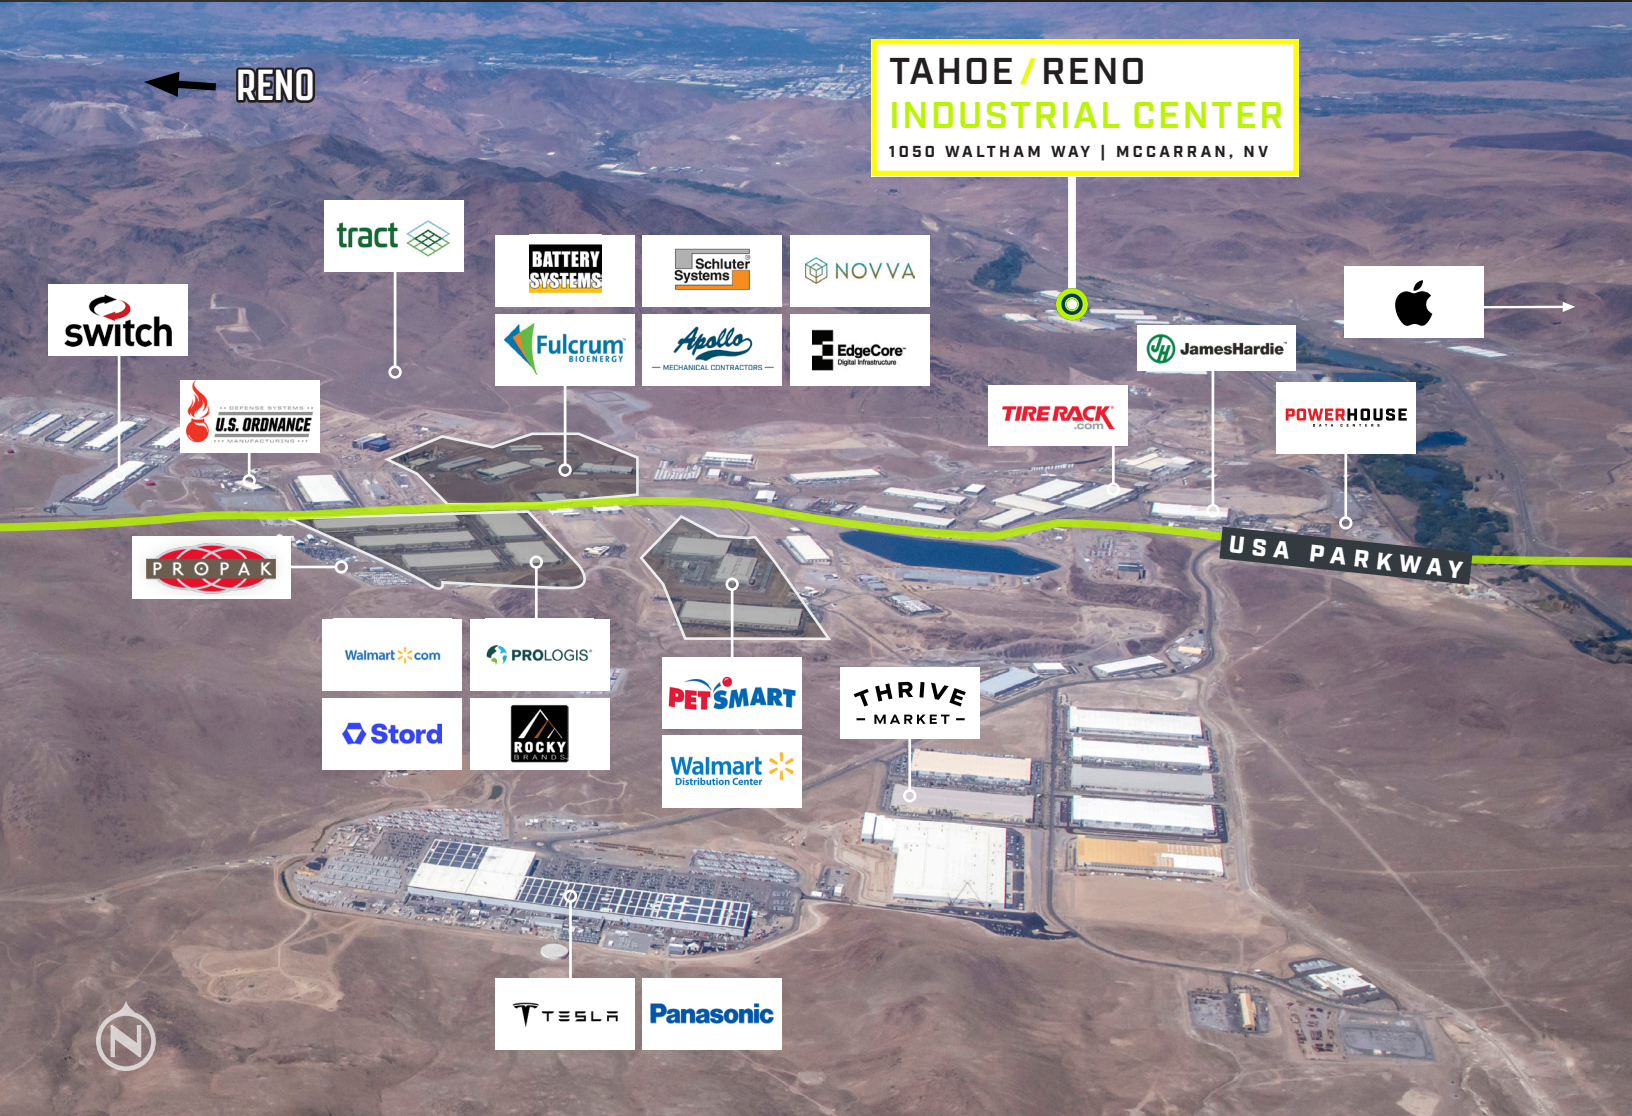 RENO
TAHOE/RENO
INDUSTRIAL CENTER
1050 WALTHAM WAY | MCCARRAN, NV
tract
BATTERY
SYSTEMS
Schluter
Systems
NOVVA
switch
Fulcrum
BIOENERGY
Apollo
MECHANICAL CONTRACTORS
EdgeCore
Digital Infrastructure
JamesHardie
DEFENSE SYSTEMS
U.S. ORDNANCE
MANUFACTURING
TIRE RACK
.com
POWERHOUSE
DATA CENTERS
USA PARKWAY
PROPAK
Walmart.com
PROLOGIS
Stord
ROCKY
BRANDS
PETSMART
Walmart
Distribution Center
THRIVE
MARKET
TESLA
Panasonic
N